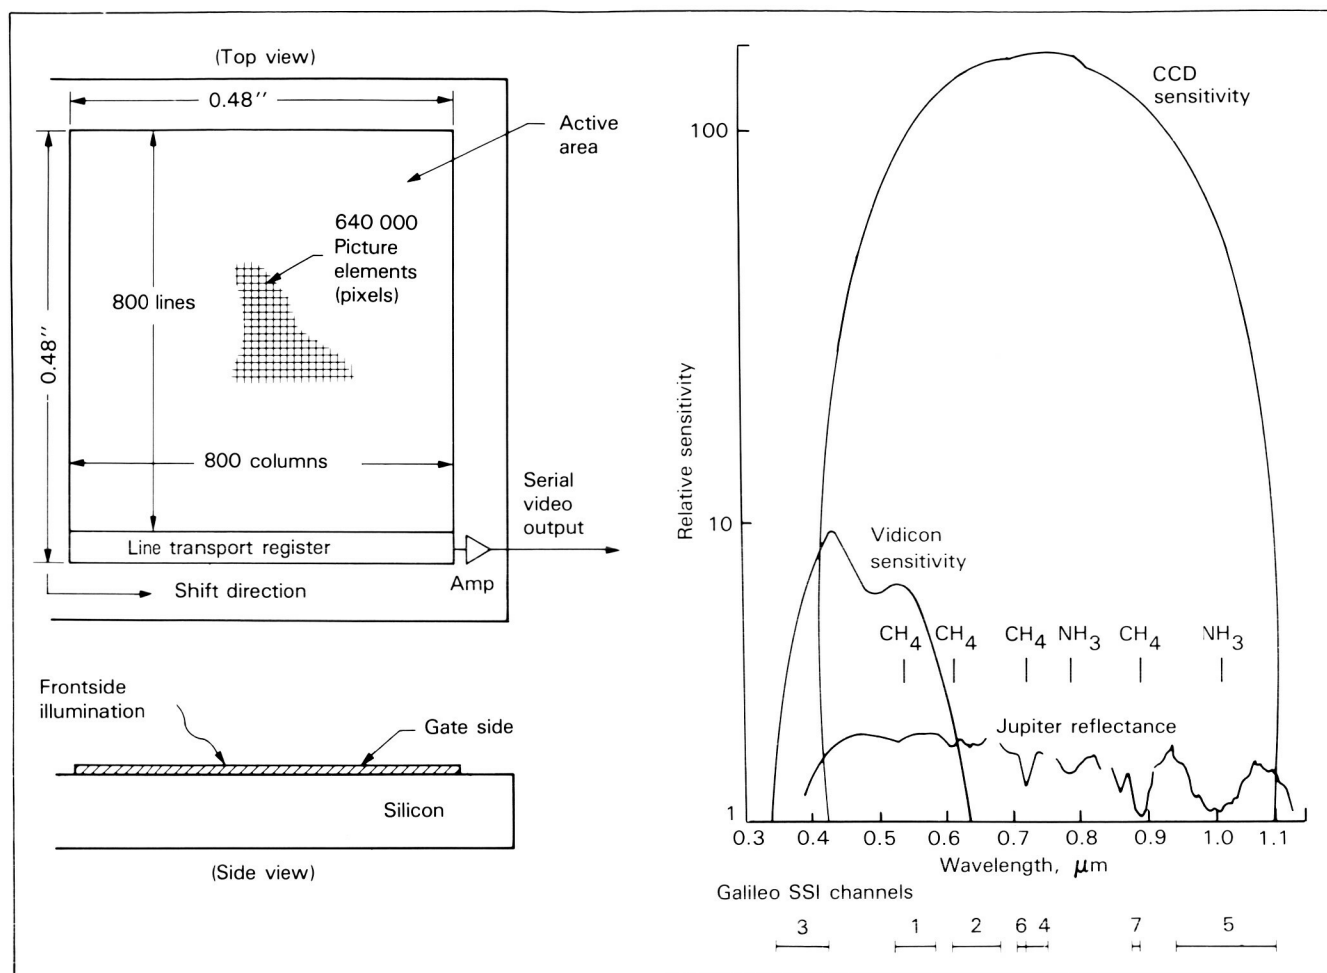 (Top view)
0.48″
Active
area
640 000
Picture
elements
(pixels)
800 lines
0.48″
800 columns
Serial
video
output
Line transport register
Amp
Shift direction
Frontside
illumination
Gate side
Silicon
(Side view)
CCD
sensitivity
100
Relative sensitivity
10
Vidicon
sensitivity
CH4 CH4 CH4 NH3 CH4 NH3
Jupiter reflectance
1
0.3 0.4 0.5 0.6 0.7 0.8 0.9 1.0 1.1
Wavelength, μm
Galileo SSI channels
3 1 2 6 4 7 5